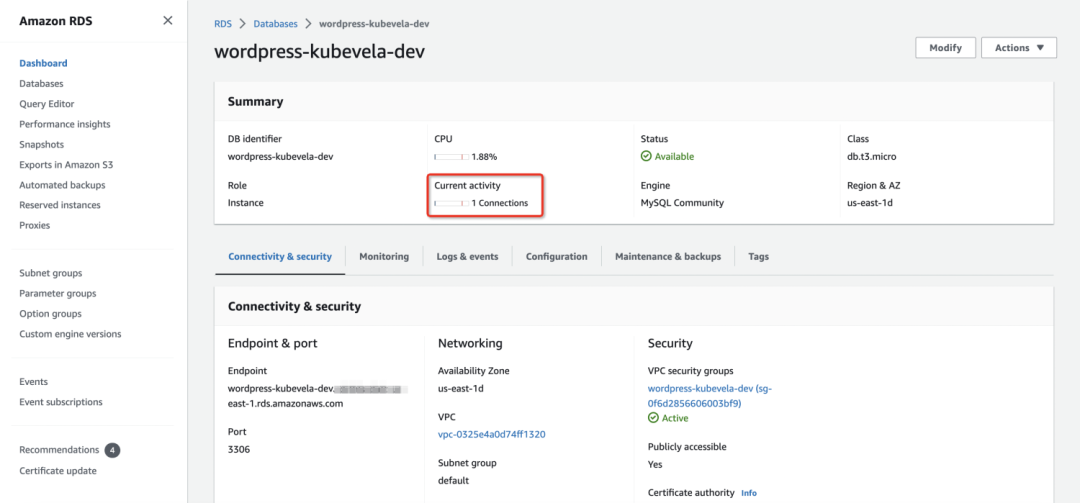 Amazon RDS
Dashboard
Databases
Query Editor
Performance insights
Snapshots
Exports in Amazon S3
Automated backups
Reserved instances
Proxies
Subnet groups
Parameter groups
Option groups
Custom engine versions
Events
Event subscriptions
Recommendations 4
Certificate update
RDS > Databases > wordpress-kubevela-dev
wordpress-kubevela-dev
Modify
Actions
Summary
DB identifier
wordpress-kubevela-dev
CPU
1.88%
Status
Available
Class
db.t3.micro
Role
Instance
Current activity
1 Connections
Engine
MySQL Community
Region & AZ
us-east-1d
Connectivity & security
Monitoring
Logs & events
Configuration
Maintenance & backups
Tags
Connectivity & security
Endpoint & port
Endpoint
wordpress-kubevela-dev.
east-1.rds.amazonaws.com
Port
3306
Networking
Availability Zone
us-east-1d
VPC
vpc-0325e4a0d74ff1320
Subnet group
default
Security
VPC security groups
wordpress-kubevela-dev (sg-
0f6d2856606003bf9)
Active
Publicly accessible
Yes
Certificate authority Info